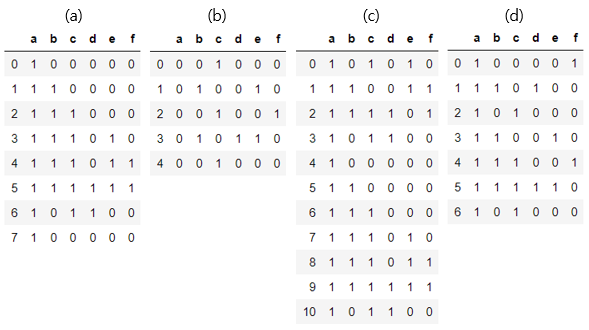 (a)
a b c d e f
0 1 0 0 0 0 0
1 1 1 0 0 0 0
2 1 1 1 0 0 0
3 1 1 1 0 1 0
4 1 1 1 0 1 1
5 1 1 1 1 1 1
6 1 0 1 1 0 0
7 1 0 0 0 0 0
(b)
a b c d e f
0 0 0 1 0 0 0
1 0 1 0 0 1 0
2 0 0 1 0 0 1
3 0 1 0 1 1 0
4 0 0 1 0 0 0
(c)
a b c d e f
0 1 0 1 0 1 0
1 1 1 0 0 1 1
2 1 1 1 1 0 1
3 1 0 1 1 0 0
4 1 0 0 0 0 0
5 1 1 0 0 0 0
6 1 1 1 0 0 0
7 1 1 1 0 1 0
8 1 1 1 0 1 1
9 1 1 1 1 1 1
10 1 0 1 1 0 0
(d)
a b c d e f
0 1 0 0 0 0 1
1 1 1 0 1 0 0
2 1 0 1 0 0 0
3 1 1 0 0 1 0
4 1 1 1 0 0 1
5 1 1 1 1 1 0
6 1 0 1 0 0 0